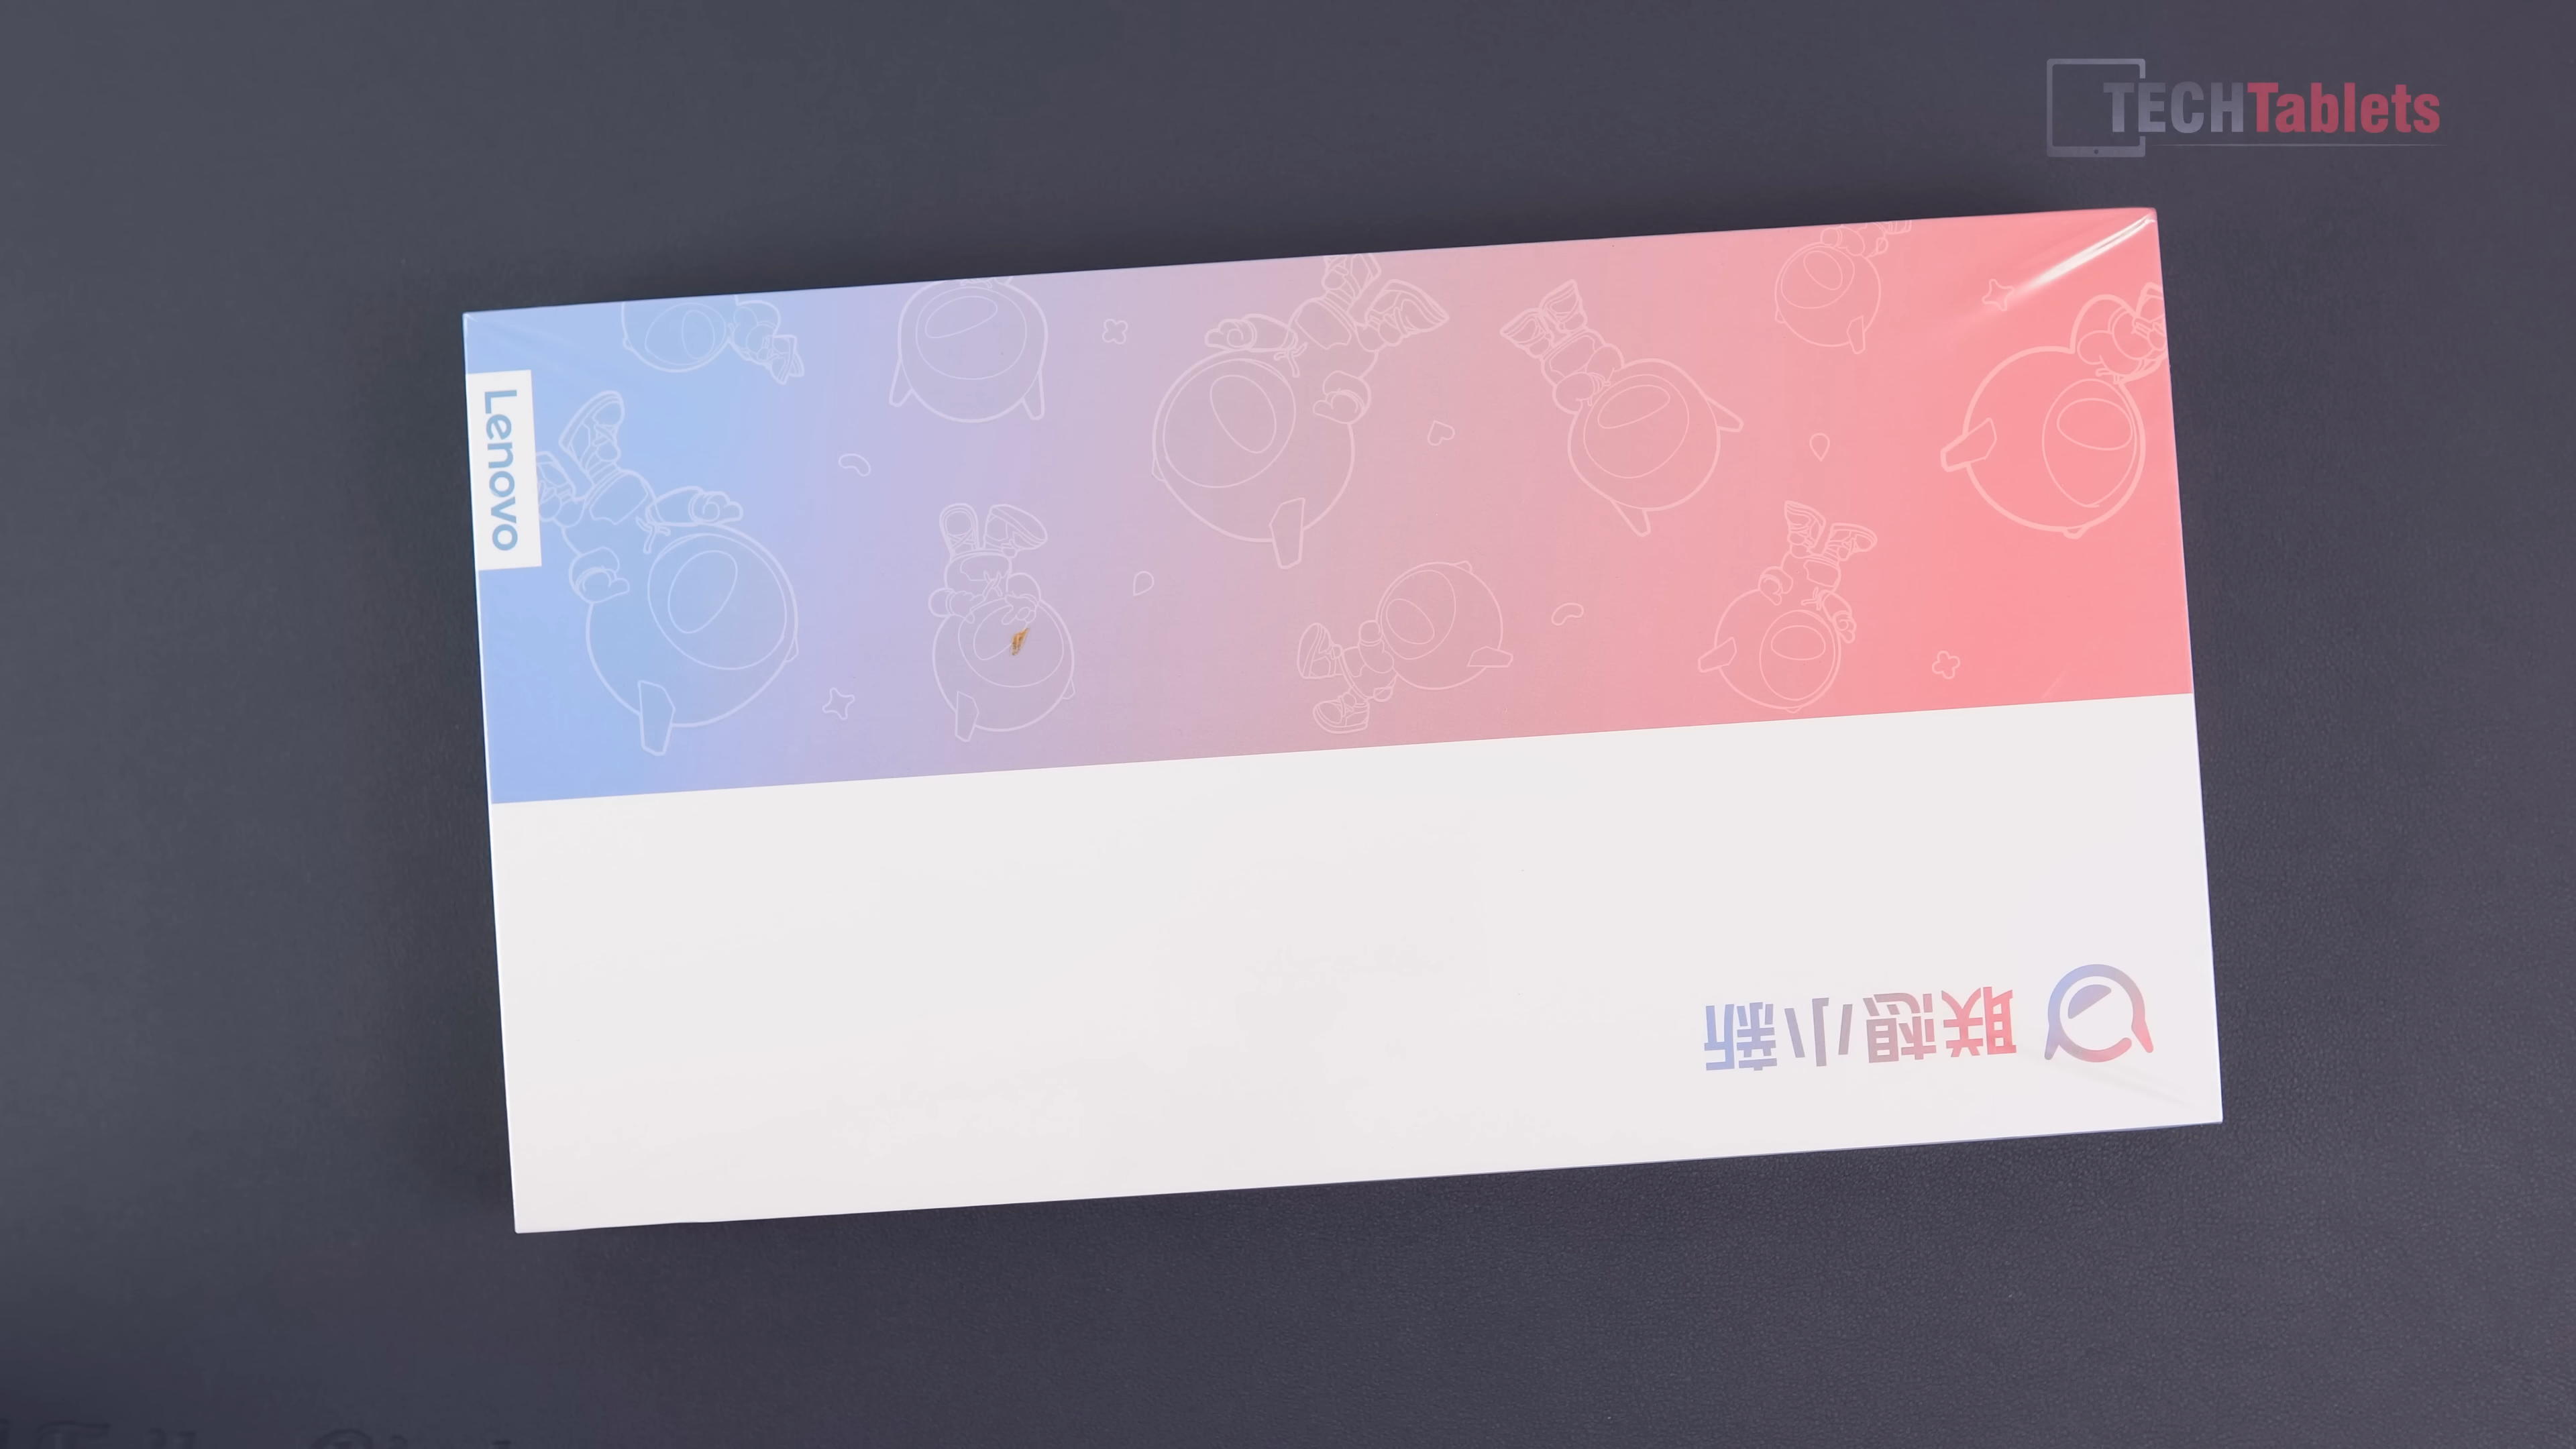 TECHTablets
Lenovo
联想小新